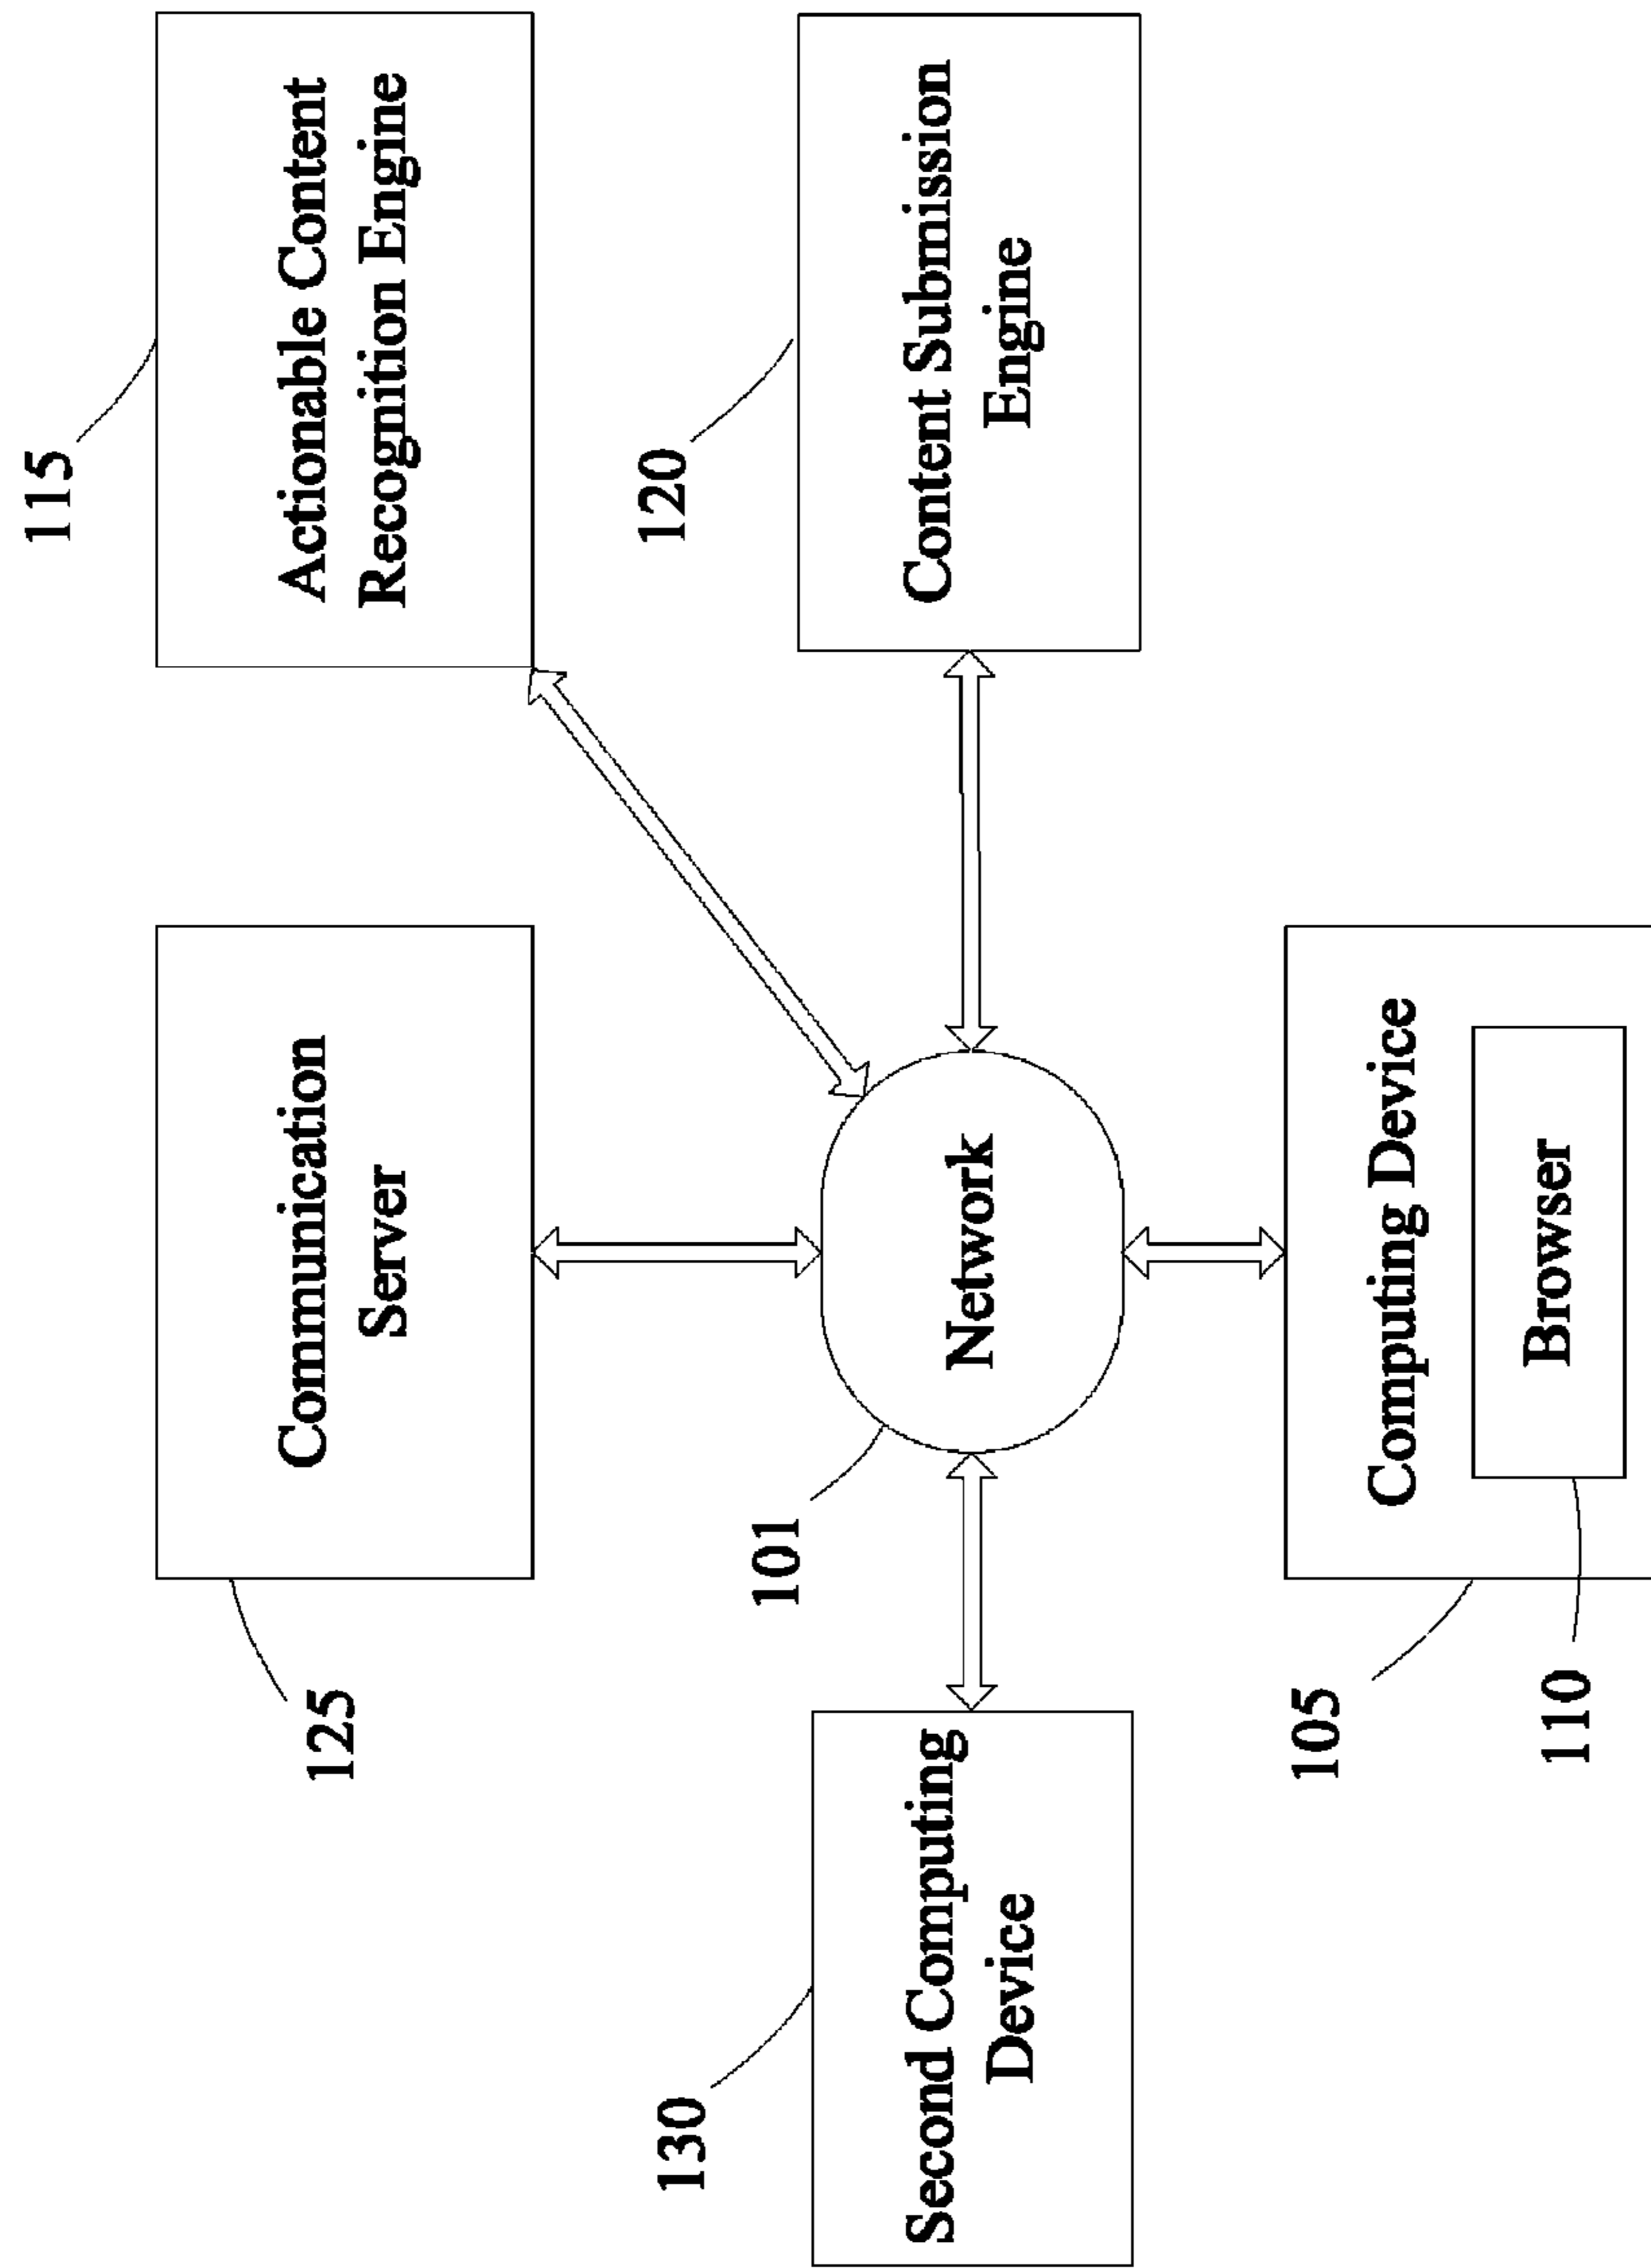 115
Actionable Content
Recognition Engine
120
Content Submission
Engine
125
Communication
Server
101
Network
130
Second Computing
Device
105
Computing Device
110
Browser